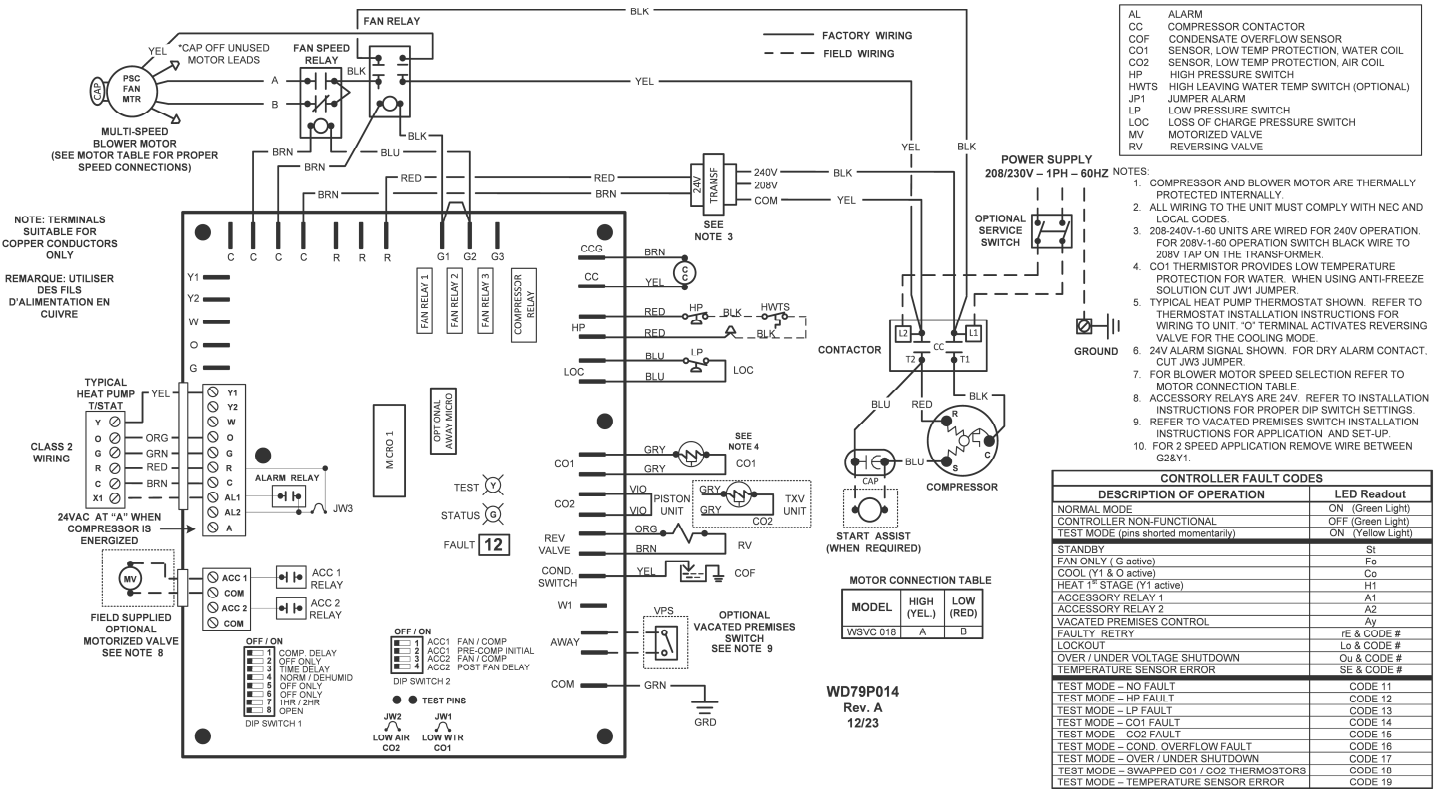 BLK
FAN RELAY
FACTORY WIRING
FIELD WIRING
YEL
*CAP OFF UNUSED
MOTOR LEADS
FAN SPEED
RELAY
BLK
CAP
PSC
FAN
MTR
A
B
YEL
MULTI-SPEED
BLOWER MOTOR
(SEE MOTOR TABLE FOR PROPER
SPEED CONNECTIONS)
BLK
BRN
BLU
BRN
RED
RED
BRN
BRN
24V
TRANSF
240V
208V
COM
BLK
YEL
SEE
NOTE 3
YEL
BLK
POWER SUPPLY
208/230V – 1PH – 60HZ
OPTIONAL
SERVICE
SWITCH
GROUND
AL ALARM
CC COMPRESSOR CONTACTOR
COF CONDENSATE OVERFLOW SENSOR
CO1 SENSOR, LOW TEMP PROTECTION, WATER COIL
CO2 SENSOR, LOW TEMP PROTECTION, AIR COIL
HP HIGH PRESSURE SWITCH
HWTS HIGH LEAVING WATER TEMP SWITCH (OPTIONAL)
JP1 JUMPER ALARM
LP LOW PRESSURE SWITCH
LOC LOSS OF CHARGE PRESSURE SWITCH
MV MOTORIZED VALVE
RV REVERSING VALVE
NOTES:
1. COMPRESSOR AND BLOWER MOTOR ARE THERMALLY
PROTECTED INTERNALLY.
2. ALL WIRING TO THE UNIT MUST COMPLY WITH NEC AND
LOCAL CODES.
3. 208-240V-1-60 UNITS ARE WIRED FOR 240V OPERATION.
FOR 208V-1-60 OPERATION SWITCH BLACK WIRE TO
208V TAP ON THE TRANSFORMER.
4. CO1 THERMISTOR PROVIDES LOW TEMPERATURE
PROTECTION FOR WATER. WHEN USING ANTI-FREEZE
SOLUTION CUT JW1 JUMPER.
5. TYPICAL HEAT PUMP THERMOSTAT SHOWN. REFER TO
THERMOSTAT INSTALLATION INSTRUCTIONS FOR
WIRING TO UNIT. "O" TERMINAL ACTIVATES REVERSING
VALVE FOR THE COOLING MODE.
6. 24V ALARM SIGNAL SHOWN. FOR DRY ALARM CONTACT,
CUT JW3 JUMPER.
7. FOR BLOWER MOTOR SPEED SELECTION REFER TO
MOTOR CONNECTION TABLE.
8. ACCESSORY RELAYS ARE 24V. REFER TO INSTALLATION
INSTRUCTIONS FOR PROPER DIP SWITCH SETTINGS.
9. REFER TO VACATED PREMISES SWITCH INSTALLATION
INSTRUCTIONS FOR APPLICATION AND SET-UP.
10. FOR 2 SPEED APPLICATION REMOVE WIRE BETWEEN
G2&Y1.
NOTE: TERMINALS
SUITABLE FOR
COPPER CONDUCTORS
ONLY
REMARQUE: UTILISER
DES FILS
D'ALIMENTATION EN
CUIVRE
C C C C R R R G1 G2 G3
Y1
Y2
W
O
G
FAN RELAY 1
FAN RELAY 2
FAN RELAY 3
COMPRESSOR
RELAY
CCG
CC
BRN
YEL
CC
HP
RED
RED
HP
BLK
HWTS
BLK
LOC
BLU
BLU
LP
LOC
CONTACTOR
L2
L1
CC
T2
T1
BLU
RED
BLK
R
S
C
BLU
CAP
COMPRESSOR
START ASSIST
(WHEN REQUIRED)
TYPICAL
HEAT PUMP
T/STAT
Y
O
G
R
C
X1
CLASS 2
WIRING
YEL
ORG
GRN
RED
BRN
Y1
Y2
W
O
G
R
C
AL1
AL2
A
ALARM RELAY
JW3
24VAC AT "A" WHEN
COMPRESSOR IS
ENERGIZED
MICRO 1
OPTIONAL
AWAY MICRO
TEST Y
STATUS G
FAULT 12
CO1
GRY
GRY
SEE
NOTE 4
CO1
CO2
VIO
VIO
PISTON
UNIT
GRY
GRY
CO2
TXV
UNIT
REV
VALVE
ORG
BRN
RV
COND.
SWITCH
YEL
COF
W1
AWAY
VPS
OPTIONAL
VACATED PREMISES
SWITCH
SEE NOTE 9
COM
GRN
GRD
MV
FIELD SUPPLIED
OPTIONAL
MOTORIZED VALVE
SEE NOTE 8
ACC 1
COM
ACC 2
COM
ACC 1
RELAY
ACC 2
RELAY
OFF / ON
1 COMP. DELAY
2 OFF ONLY
3 TIME DELAY
4 NORM / DEHUMID
5 OFF ONLY
6 OFF ONLY
7 1HR / 2HR
8 OPEN
DIP SWITCH 1
OFF / ON
1 ACC1 FAN / COMP
2 ACC1 PRE-COMP INITIAL
3 ACC2 FAN / COMP
4 ACC2 POST FAN DELAY
DIP SWITCH 2
TEST PINS
JW2
LOW AIR
CO2
JW1
LOW WTR
CO1
MOTOR CONNECTION TABLE
MODEL HIGH (YEL.) LOW (RED)
WSVC 018 A B
WD79P014
Rev. A
12/23
CONTROLLER FAULT CODES
DESCRIPTION OF OPERATION LED Readout
NORMAL MODE ON (Green Light)
CONTROLLER NON-FUNCTIONAL OFF (Green Light)
TEST MODE (pins shorted momentarily) ON (Yellow Light)
STANDBY St
FAN ONLY ( G active) Fo
COOL (Y1 & O active) Co
HEAT 1ST STAGE (Y1 active) H1
ACCESSORY RELAY 1 A1
ACCESSORY RELAY 2 A2
VACATED PREMISES CONTROL Ay
FAULTY RETRY rE & CODE #
LOCKOUT Lo & CODE #
OVER / UNDER VOLTAGE SHUTDOWN Ou & CODE #
TEMPERATURE SENSOR ERROR SE & CODE #
TEST MODE – NO FAULT CODE 11
TEST MODE – HP FAULT CODE 12
TEST MODE – LP FAULT CODE 13
TEST MODE – CO1 FAULT CODE 14
TEST MODE CO2 FAULT CODE 15
TEST MODE – COND. OVERFLOW FAULT CODE 16
TEST MODE – OVER / UNDER SHUTDOWN CODE 17
TEST MODE – SWAPPED C01 / CO2 THERMOSTORS CODE 18
TEST MODE – TEMPERATURE SENSOR ERROR CODE 19